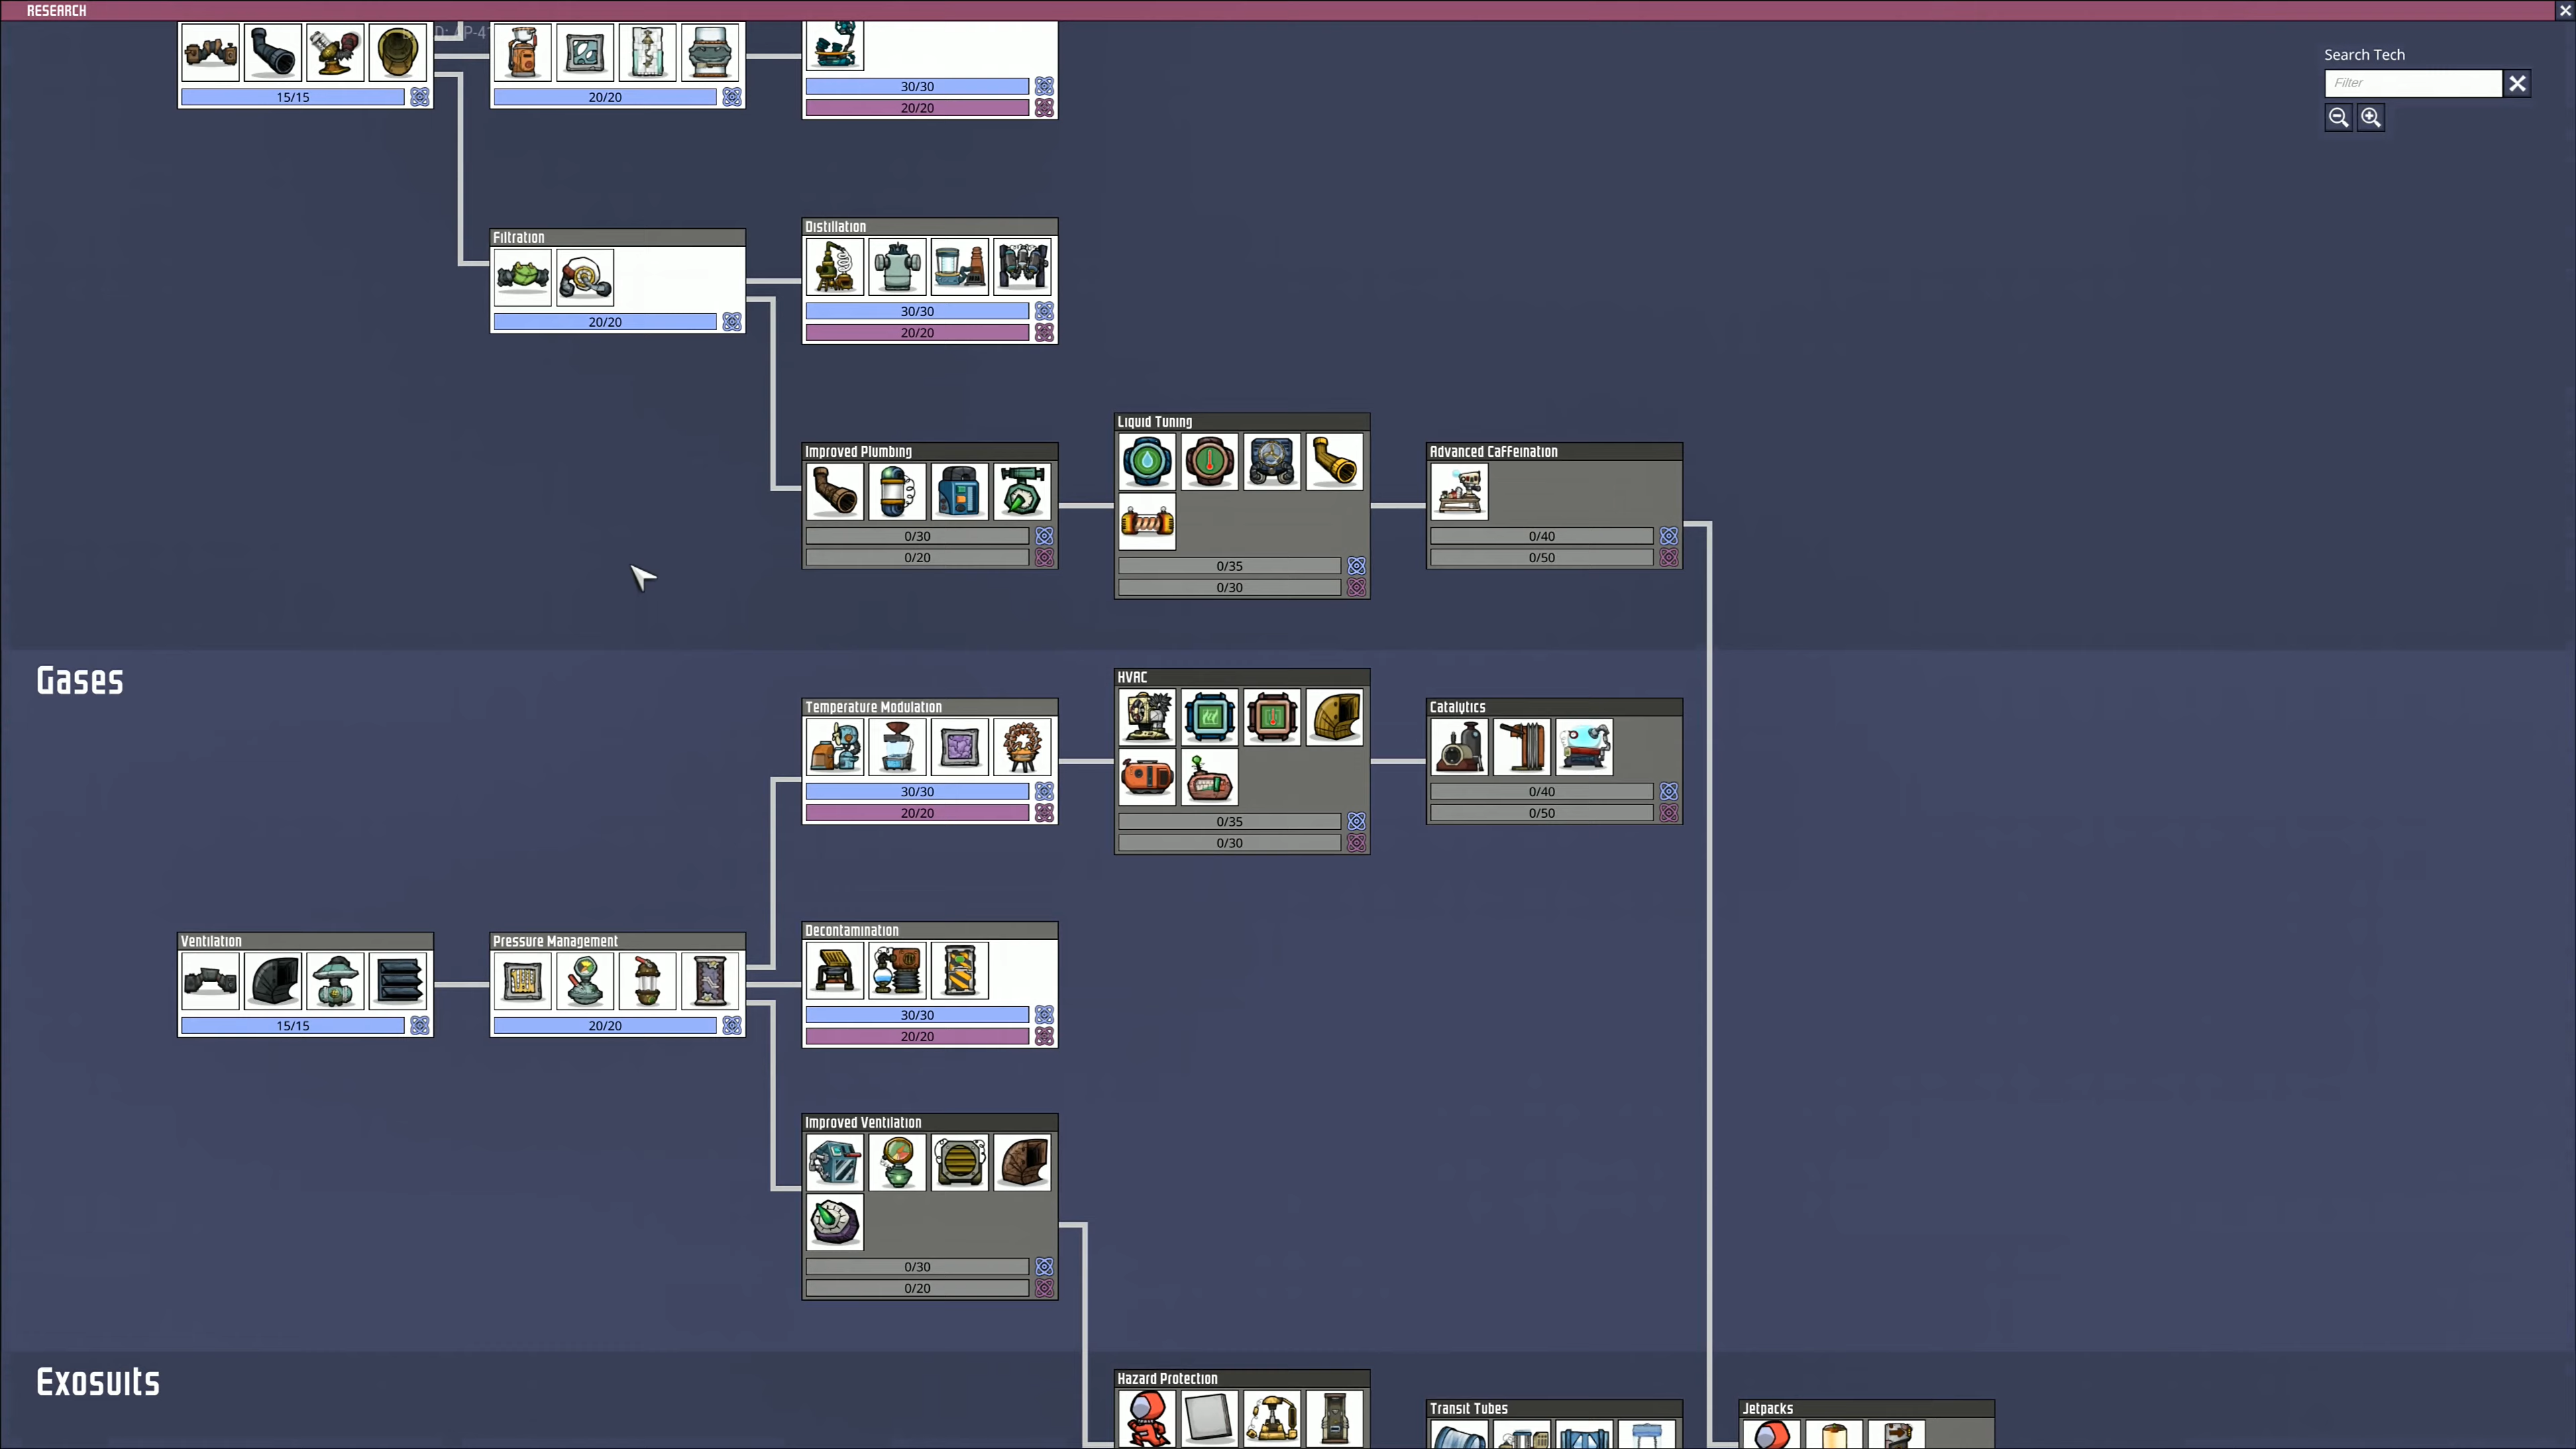 RESEARCH
D: AP-4
Search Tech
Filter
15/15
20/20
30/30
20/20
Filtration
20/20
Distillation
30/30
20/20
Improved Plumbing
0/30
0/20
Liquid Tuning
0/35
0/30
Advanced Caffeination
0/40
0/50
Gases
Temperature Modulation
30/30
20/20
HVAC
0/35
0/30
Catalytics
0/40
0/50
Ventilation
15/15
Pressure Management
20/20
Decontamination
30/30
20/20
Improved Ventilation
0/30
0/20
Exosuits
Hazard Protection
Transit Tubes
Jetpacks